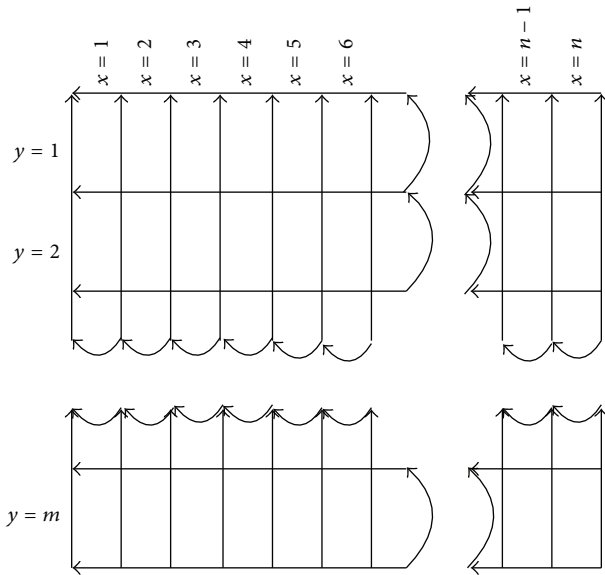 x = 1
x = 2
x = 3
x = 4
x = 5
x = 6
x = n − 1
x = n
y = 1
y = 2
y = m